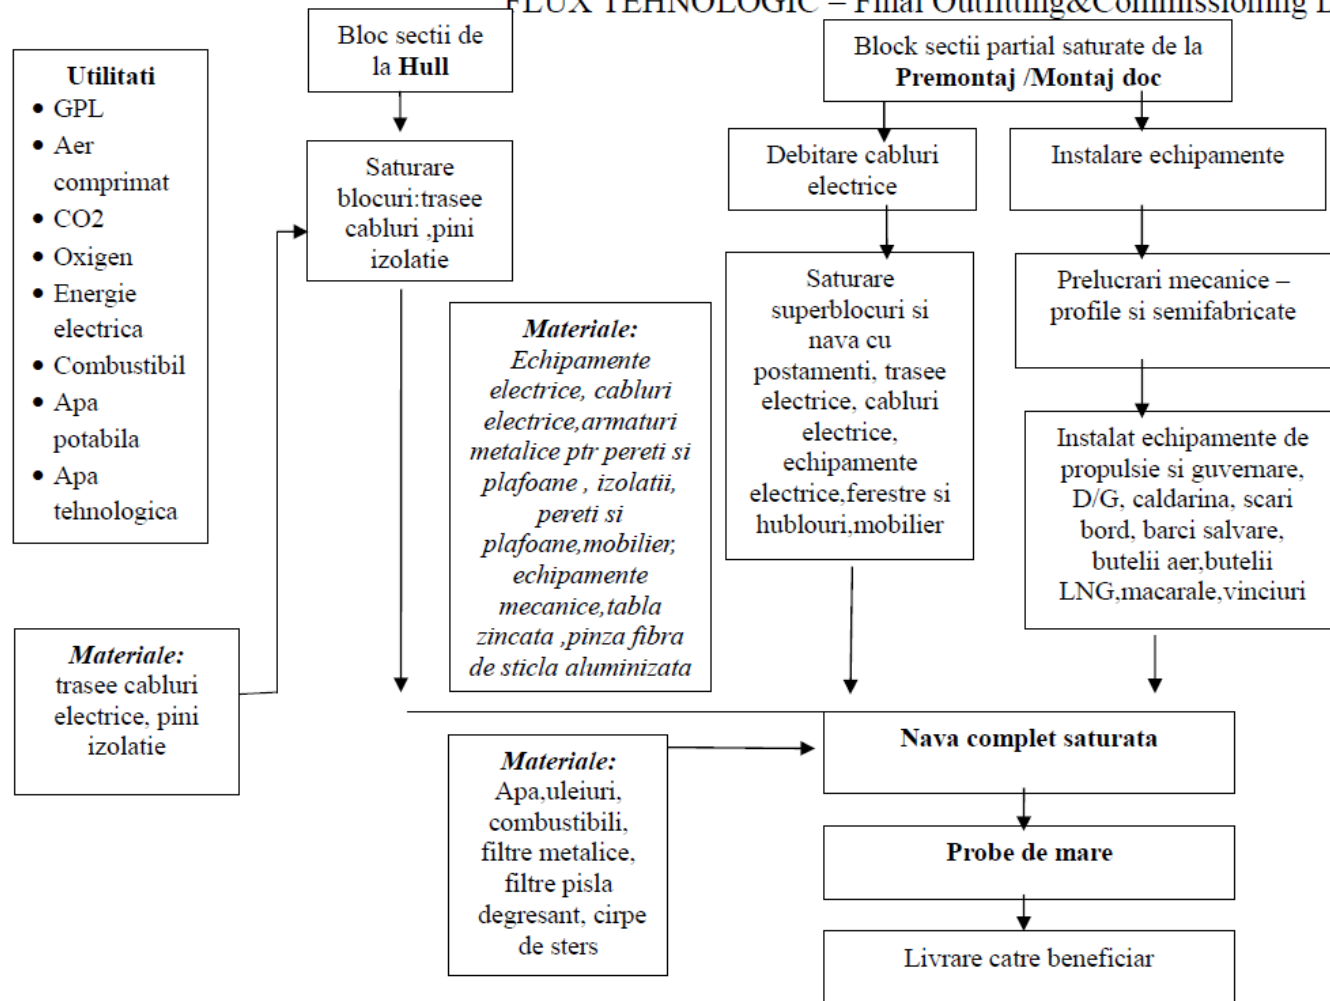 FLUX TEHNOLOGIC – Final Outfitting&Commissioning
Utilitati
• GPL
• Aer
comprimat
• CO2
• Oxigen
• Energie
electrica
• Combustibil
• Apa
potabila
• Apa
tehnologica
Bloc sectii de
la Hull
Saturare
blocuri:trasee
cabluri ,pini
izolatie
Materiale:
trasee cabluri
electrice, pini
izolatie
Materiale:
Echipamente
electrice, cabluri
electrice,armaturi
metalice ptr pereti si
plafoane , izolatii,
pereti si
plafoane,mobilier,
echipamente
mecanice,tabla
zincata ,pinza fibra
de sticla aluminizata
Block sectii partial saturate de la
Premontaj /Montaj doc
Debitare cabluri
electrice
Saturare
superblocuri si
nava cu
postamenti, trasee
electrice, cabluri
electrice,
echipamente
electrice,ferestre si
hublouri,mobilier
Instalare echipamente
Prelucrari mecanice –
profile si semifabricate
Instalat echipamente de
propulsie si guvernare,
D/G, caldarina, scari
bord, barci salvare,
butelii aer,butelii
LNG,macarale,vinciuri
Materiale:
Apa,uleiuri,
combustibili,
filtre metalice,
filtre pisla
degresant, cirpe
de sters
Nava complet saturata
Probe de mare
Livrare catre beneficiar